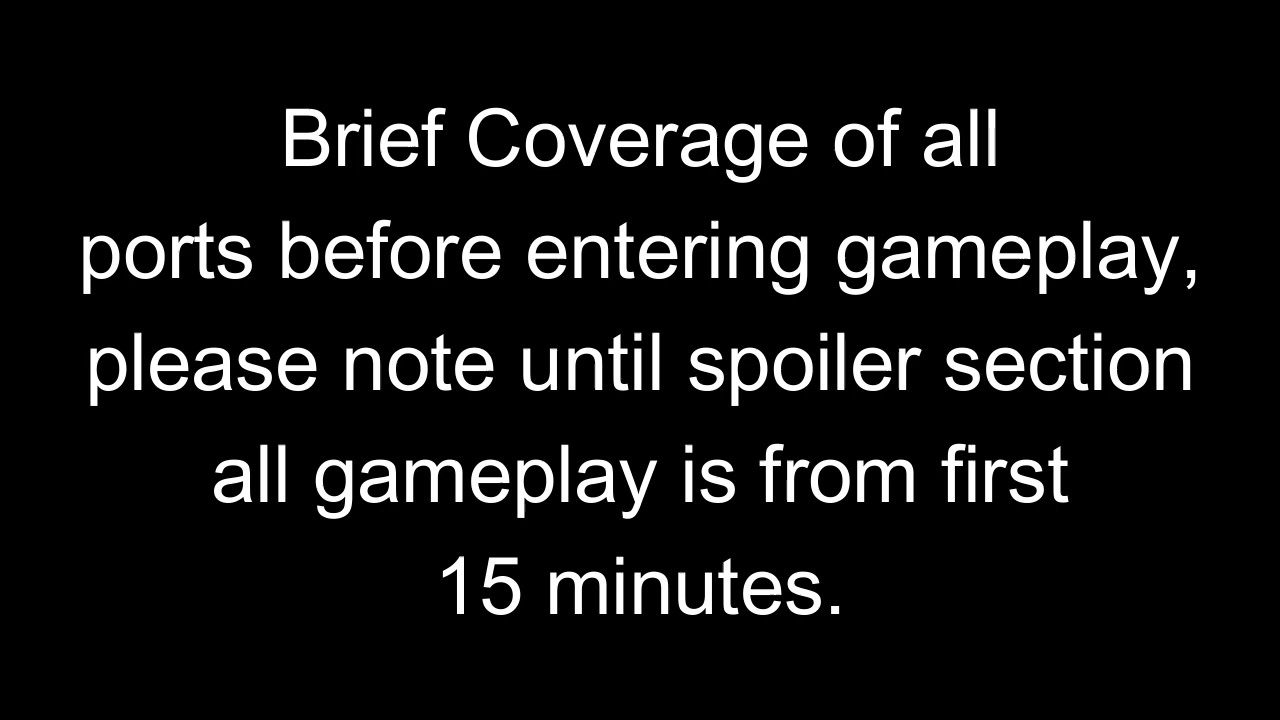 Brief Coverage of all
ports before entering gameplay,
please note until spoiler section
all gameplay is from first
15 minutes.